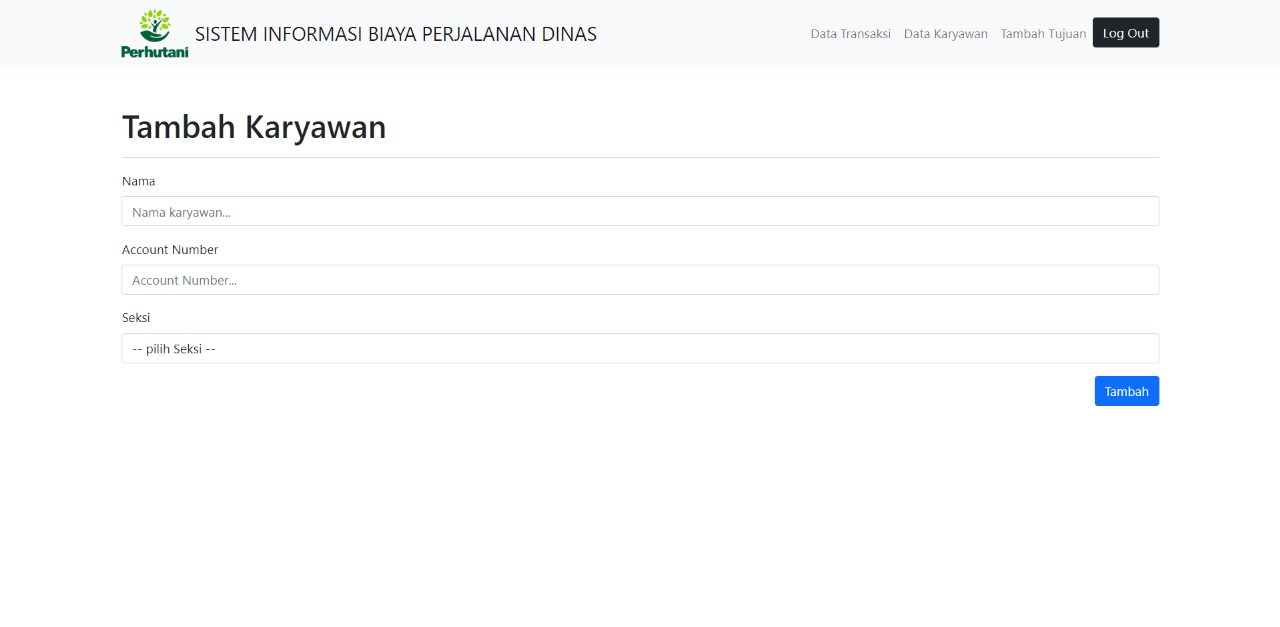 Perhutani
SISTEM INFORMASI BIAYA PERJALANAN DINAS
Data Transaksi
Data Karyawan
Tambah Tujuan
Log Out
Tambah Karyawan
Nama
Nama karyawan...
Account Number
Account Number...
Seksi
-- pilih Seksi --
Tambah